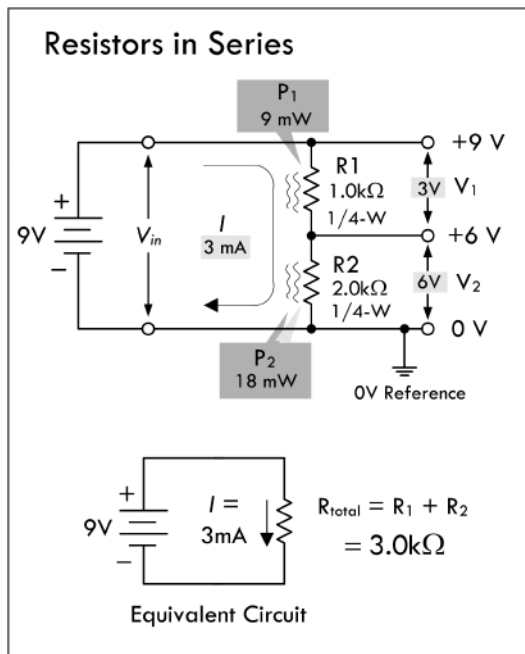 Resistors in Series
P1
9 mW
+9 V
+
9V
−
Vin
I
3 mA
R1
1.0kΩ
1/4-W
3V V1
+6 V
R2
2.0kΩ
1/4-W
6V V2
0 V
P2
18 mW
0V Reference
+
9V
−
I =
3mA
Rtotal = R1 + R2
= 3.0kΩ
Equivalent Circuit